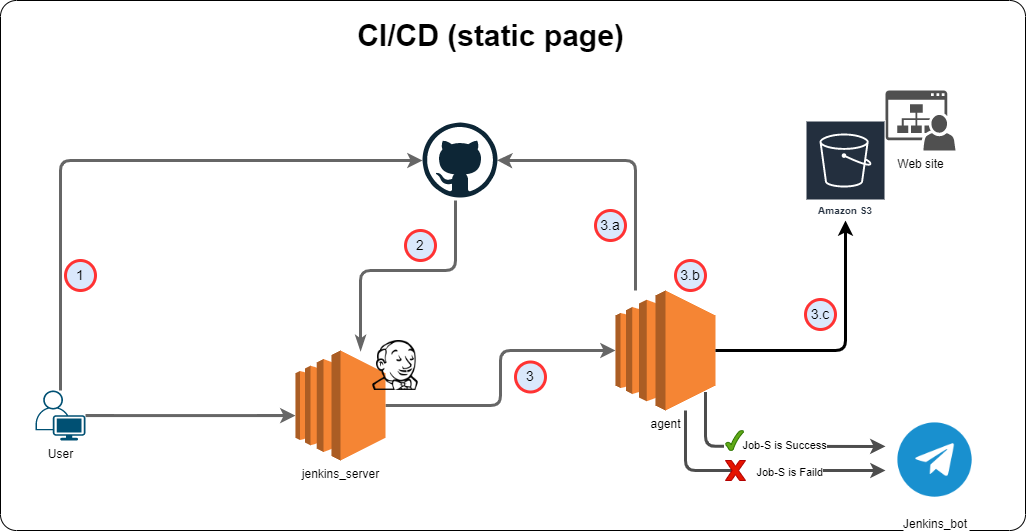 CI/CD (static page)
Web site
Amazon S3
3.a
2
1
3.b
3.c
3
agent
User
jenkins_server
Job-S is Success
Job-S is Faild
Jenkins_bot